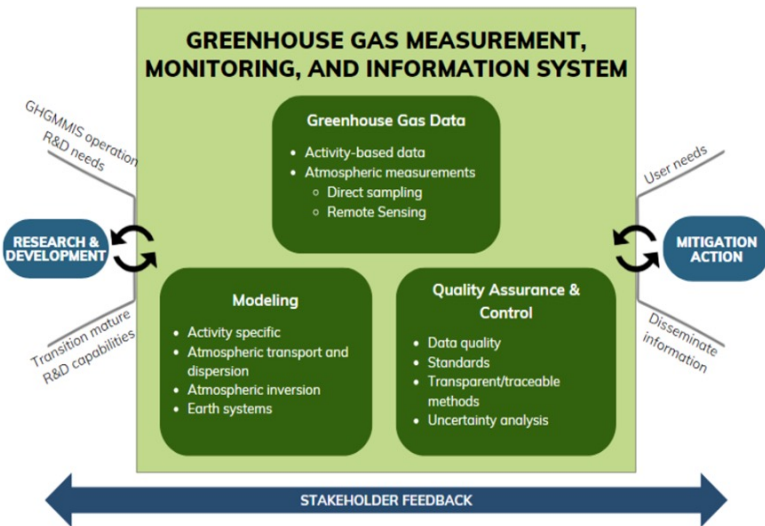 GREENHOUSE GAS MEASUREMENT,
MONITORING, AND INFORMATION SYSTEM
Greenhouse Gas Data
• Activity-based data
• Atmospheric measurements
○ Direct sampling
○ Remote Sensing
GHGMMIS operation
R&D needs
User needs
RESEARCH &
DEVELOPMENT
MITIGATION
ACTION
Modeling
• Activity specific
• Atmospheric transport and
dispersion
• Atmospheric inversion
• Earth systems
Quality Assurance &
Control
• Data quality
• Standards
• Transparent/traceable
methods
• Uncertainty analysis
Transition mature
R&D capabilities
Disseminate
information
STAKEHOLDER FEEDBACK